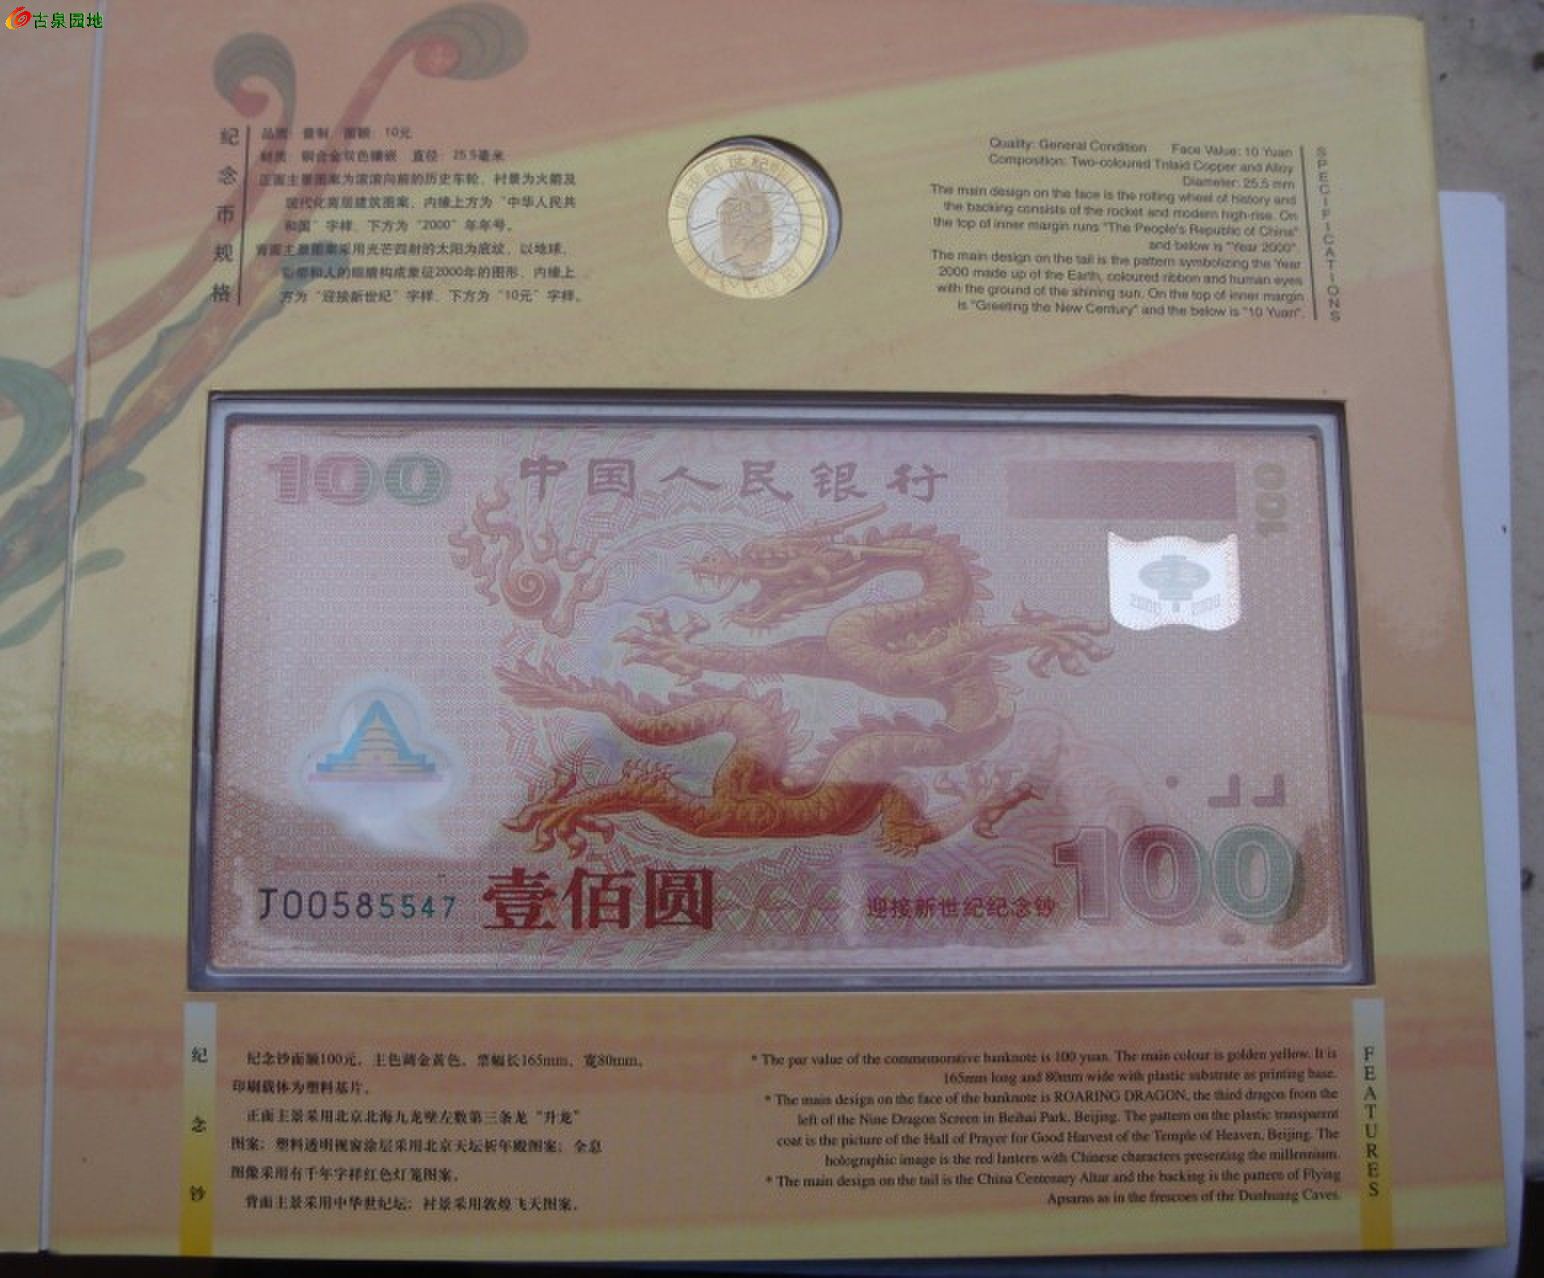 古泉园地
纪念币规格
品质：普制，面额：10元
材质：铜合金双色镶嵌 直径：25.5毫米
正面主景图案为滚滚向前的历史车轮，衬景为火箭及
现代化高层建筑图案，内缘上方为“中华人民共
和国”字样，下方为“2000”年年号。
背面主景图案采用光芒四射的太阳为底纹，以地球、
彩带和人的眼睛构成象征2000年的图形，内缘上
方为“迎接新世纪”字样，下方为“10元”字样。
迎接新世纪
SPECIFICATIONS
Quality: General Condition Face Value: 10 Yuan
Composition: Two-coloured Tnlaid Copper and Alloy
Diameter: 25.5 mm
The main design on the face is the rolling wheel of history and
the backing consists of the rocket and modern high-rise. On
the top of inner margin runs "The People's Republic of China"
and below is "Year 2000".
The main design on the tail is the pattern symbolizing the Year
2000 made up of the Earth, coloured ribbon and human eyes
with the ground of the shining sun. On the top of inner margin
is "Greeting the New Century" and the below is "10 Yuan".
100
中国人民银行
100
2000 2000
J00585547
壹佰圆
迎接新世纪纪念钞
100
纪念钞
纪念钞面额100元，主色调金黄色，票幅长165mm、宽80mm，
印刷载体为塑料基片。
正面主景采用北京北海九龙壁左数第三条龙“升龙”
图案；塑料透明视窗涂层采用北京天坛祈年殿图案；全息
图像采用有千年字样红色灯笼图案。
背面主景采用中华世纪坛；衬景采用敦煌飞天图案。
FEATURES
* The par value of the commemorative banknote is 100 yuan. The main colour is golden yellow. It is
165mm long and 80mm wide with plastic substrate as printing base.
* The main design on the face of the banknote is ROARING DRAGON, the third dragon from the
left of the Nine Dragon Screen in Beihai Park, Beijing. The pattern on the plastic transparent
coat is the picture of the Hall of Prayer for Good Harvest of the Temple of Heaven, Beijing. The
holographic image is the red lantern with Chinese characters presenting the millennium.
* The main design on the tail is the China Centenary Altar and the backing is the pattern of Flying
Apsaras as in the frescoes of the Dunhuang Caves.